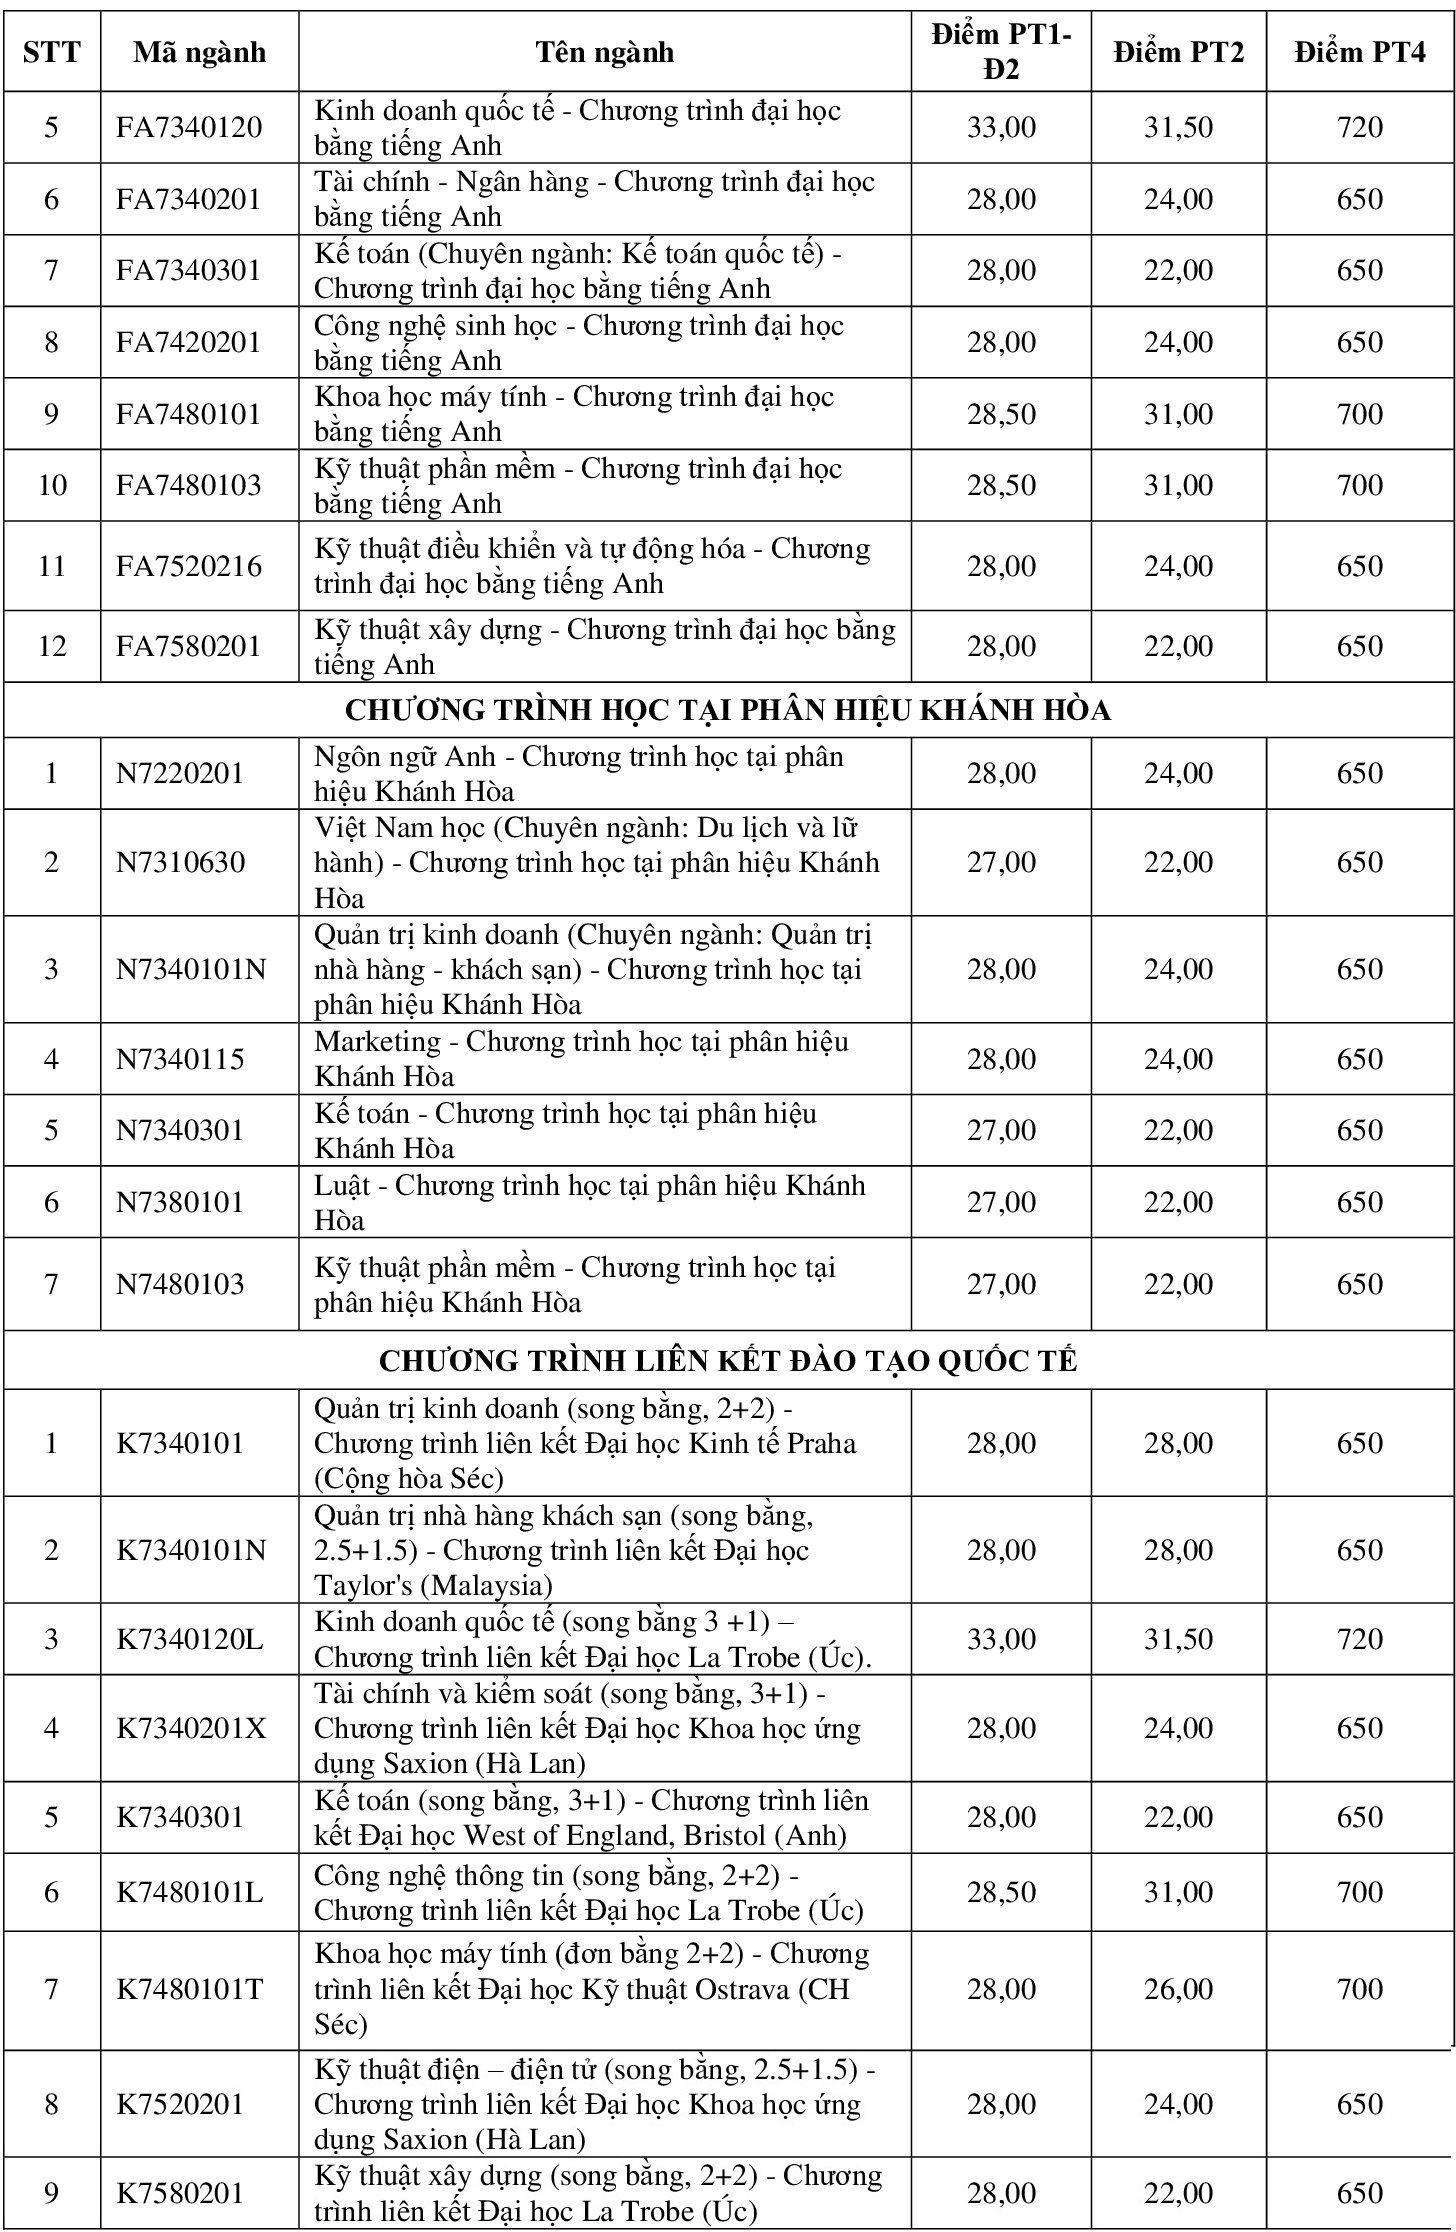 STT Mã ngành Tên ngành Điểm PT1-Đ2 Điểm PT2 Điểm PT4
5 FA7340120 Kinh doanh quốc tế - Chương trình đại học bằng tiếng Anh 33,00 31,50 720
6 FA7340201 Tài chính - Ngân hàng - Chương trình đại học bằng tiếng Anh 28,00 24,00 650
7 FA7340301 Kế toán (Chuyên ngành: Kế toán quốc tế) - Chương trình đại học bằng tiếng Anh 28,00 22,00 650
8 FA7420201 Công nghệ sinh học - Chương trình đại học bằng tiếng Anh 28,00 24,00 650
9 FA7480101 Khoa học máy tính - Chương trình đại học bằng tiếng Anh 28,50 31,00 700
10 FA7480103 Kỹ thuật phần mềm - Chương trình đại học bằng tiếng Anh 28,50 31,00 700
11 FA7520216 Kỹ thuật điều khiển và tự động hóa - Chương trình đại học bằng tiếng Anh 28,00 24,00 650
12 FA7580201 Kỹ thuật xây dựng - Chương trình đại học bằng tiếng Anh 28,00 22,00 650
CHƯƠNG TRÌNH HỌC TẠI PHÂN HIỆU KHÁNH HÒA
1 N7220201 Ngôn ngữ Anh - Chương trình học tại phân hiệu Khánh Hòa 28,00 24,00 650
2 N7310630 Việt Nam học (Chuyên ngành: Du lịch và lữ hành) - Chương trình học tại phân hiệu Khánh Hòa 27,00 22,00 650
3 N7340101N Quản trị kinh doanh (Chuyên ngành: Quản trị nhà hàng - khách sạn) - Chương trình học tại phân hiệu Khánh Hòa 28,00 24,00 650
4 N7340115 Marketing - Chương trình học tại phân hiệu Khánh Hòa 28,00 24,00 650
5 N7340301 Kế toán - Chương trình học tại phân hiệu Khánh Hòa 27,00 22,00 650
6 N7380101 Luật - Chương trình học tại phân hiệu Khánh Hòa 27,00 22,00 650
7 N7480103 Kỹ thuật phần mềm - Chương trình học tại phân hiệu Khánh Hòa 27,00 22,00 650
CHƯƠNG TRÌNH LIÊN KẾT ĐÀO TẠO QUỐC TẾ
1 K7340101 Quản trị kinh doanh (song bằng, 2+2) - Chương trình liên kết Đại học Kinh tế Praha (Cộng hòa Séc) 28,00 28,00 650
2 K7340101N Quản trị nhà hàng khách sạn (song bằng, 2.5+1.5) - Chương trình liên kết Đại học Taylor's (Malaysia) 28,00 28,00 650
3 K7340120L Kinh doanh quốc tế (song bằng 3 +1) – Chương trình liên kết Đại học La Trobe (Úc). 33,00 31,50 720
4 K7340201X Tài chính và kiểm soát (song bằng, 3+1) - Chương trình liên kết Đại học Khoa học ứng dụng Saxion (Hà Lan) 28,00 24,00 650
5 K7340301 Kế toán (song bằng, 3+1) - Chương trình liên kết Đại học West of England, Bristol (Anh) 28,00 22,00 650
6 K7480101L Công nghệ thông tin (song bằng, 2+2) - Chương trình liên kết Đại học La Trobe (Úc) 28,50 31,00 700
7 K7480101T Khoa học máy tính (đơn bằng 2+2) - Chương trình liên kết Đại học Kỹ thuật Ostrava (CH Séc) 28,00 26,00 700
8 K7520201 Kỹ thuật điện – điện tử (song bằng, 2.5+1.5) - Chương trình liên kết Đại học Khoa học ứng dụng Saxion (Hà Lan) 28,00 24,00 650
9 K7580201 Kỹ thuật xây dựng (song bằng, 2+2) - Chương trình liên kết Đại học La Trobe (Úc) 28,00 22,00 650